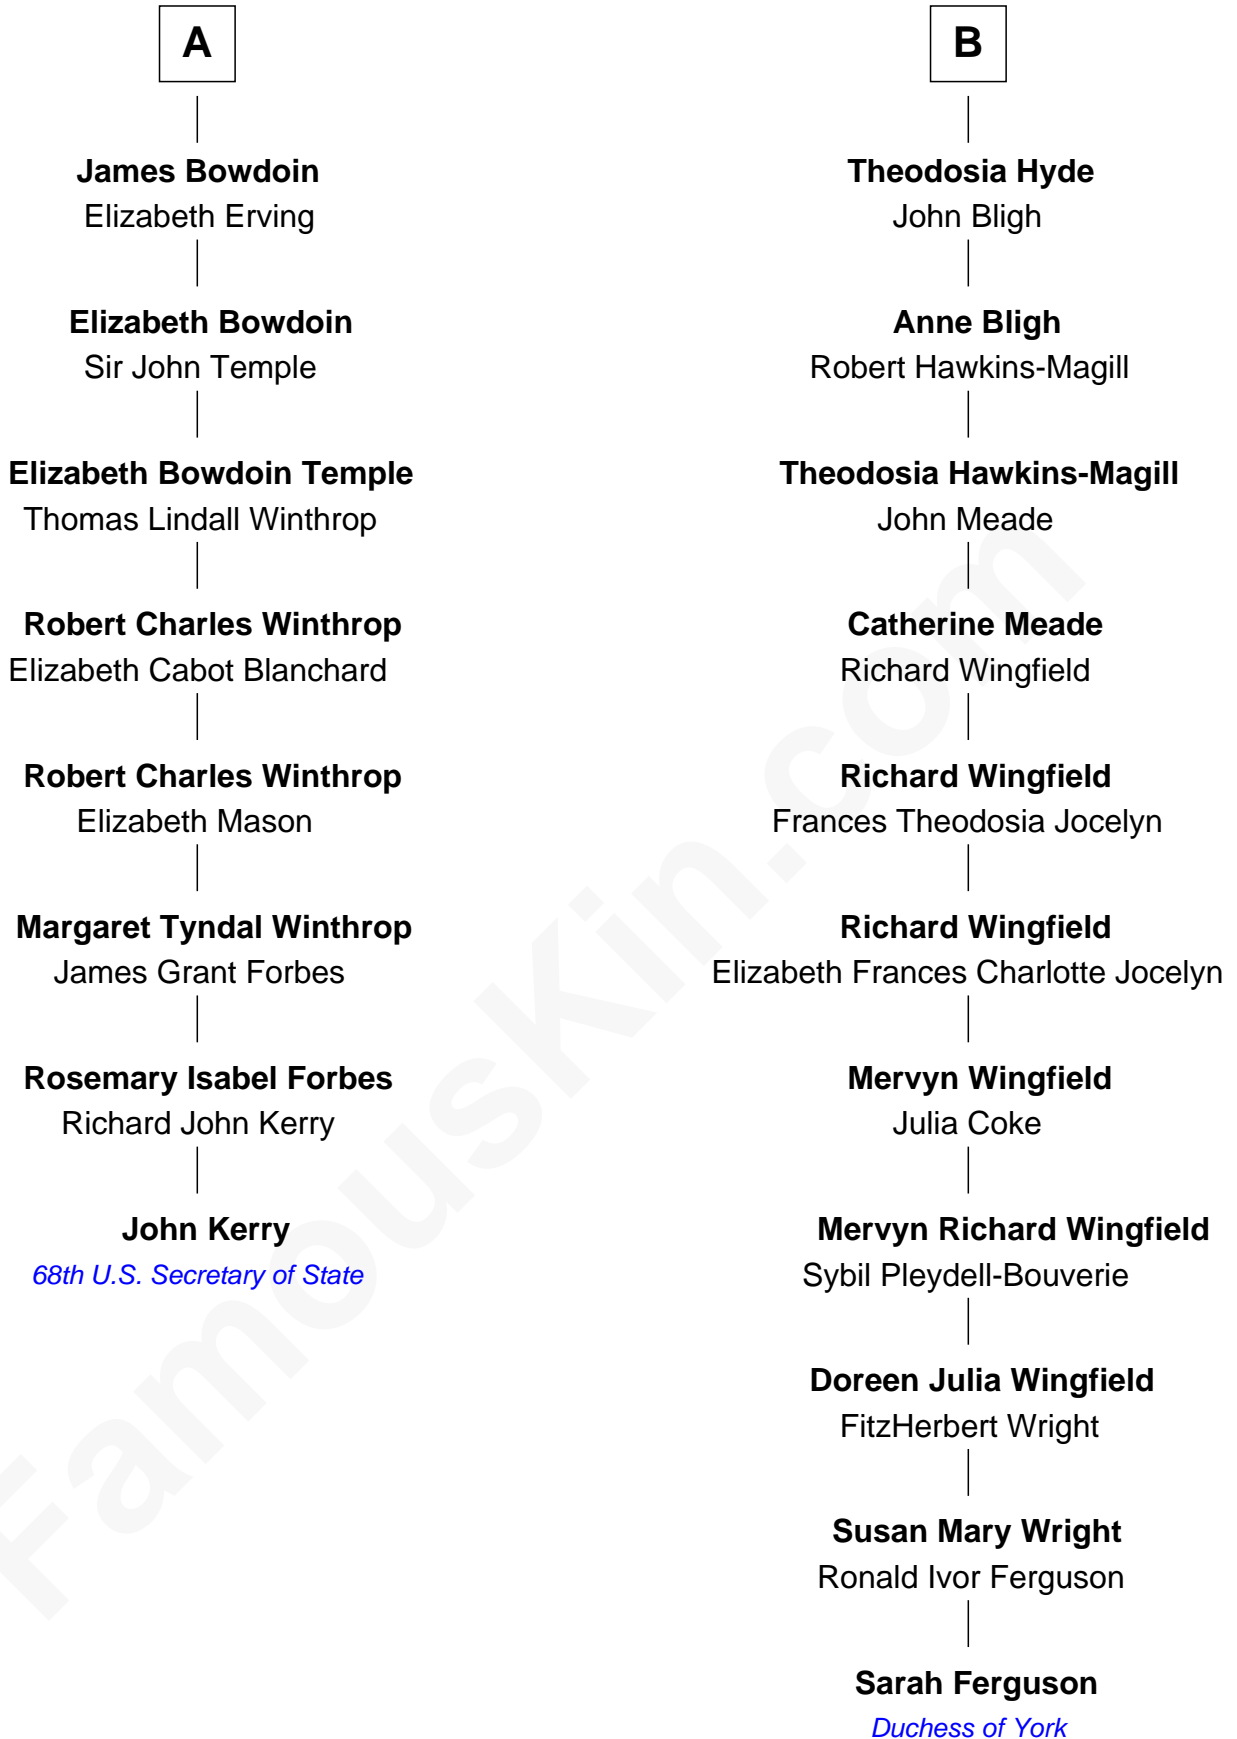 A
James Bowdoin
Elizabeth Erving
Elizabeth Bowdoin
Sir John Temple
Elizabeth Bowdoin Temple
Thomas Lindall Winthrop
Robert Charles Winthrop
Elizabeth Cabot Blanchard
Robert Charles Winthrop
Elizabeth Mason
Margaret Tyndal Winthrop
James Grant Forbes
Rosemary Isabel Forbes
Richard John Kerry
John Kerry
68th U.S. Secretary of State
B
Theodosia Hyde
John Bligh
Anne Bligh
Robert Hawkins-Magill
Theodosia Hawkins-Magill
John Meade
Catherine Meade
Richard Wingfield
Richard Wingfield
Frances Theodosia Jocelyn
Richard Wingfield
Elizabeth Frances Charlotte Jocelyn
Mervyn Wingfield
Julia Coke
Mervyn Richard Wingfield
Sybil Pleydell-Bouverie
Doreen Julia Wingfield
FitzHerbert Wright
Susan Mary Wright
Ronald Ivor Ferguson
Sarah Ferguson
Duchess of York
FamousKin.com